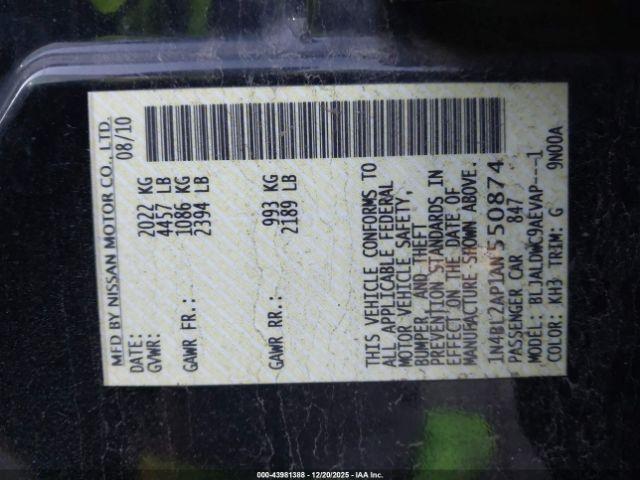 MFD BY NISSAN MOTOR CO., LTD.
DATE: 08/10
GVWR: 2022 KG
4457 LB
GAWR FR.: 1086 KG
2394 LB
GAWR RR.: 993 KG
2189 LB
THIS VEHICLE CONFORMS TO
ALL APPLICABLE FEDERAL
MOTOR VEHICLE SAFETY,
BUMPER, AND THEFT
PREVENTION STANDARDS IN
EFFECT ON THE DATE OF
MANUFACTURE SHOWN ABOVE.
1N4BL2AP1AN550874
PASSENGER CAR 847
MODEL: BLJALDWC9AEVAP----1
COLOR: KH3 TRIM: G 9N00A
000-43981388 - 12/20/2025 - IAA Inc.